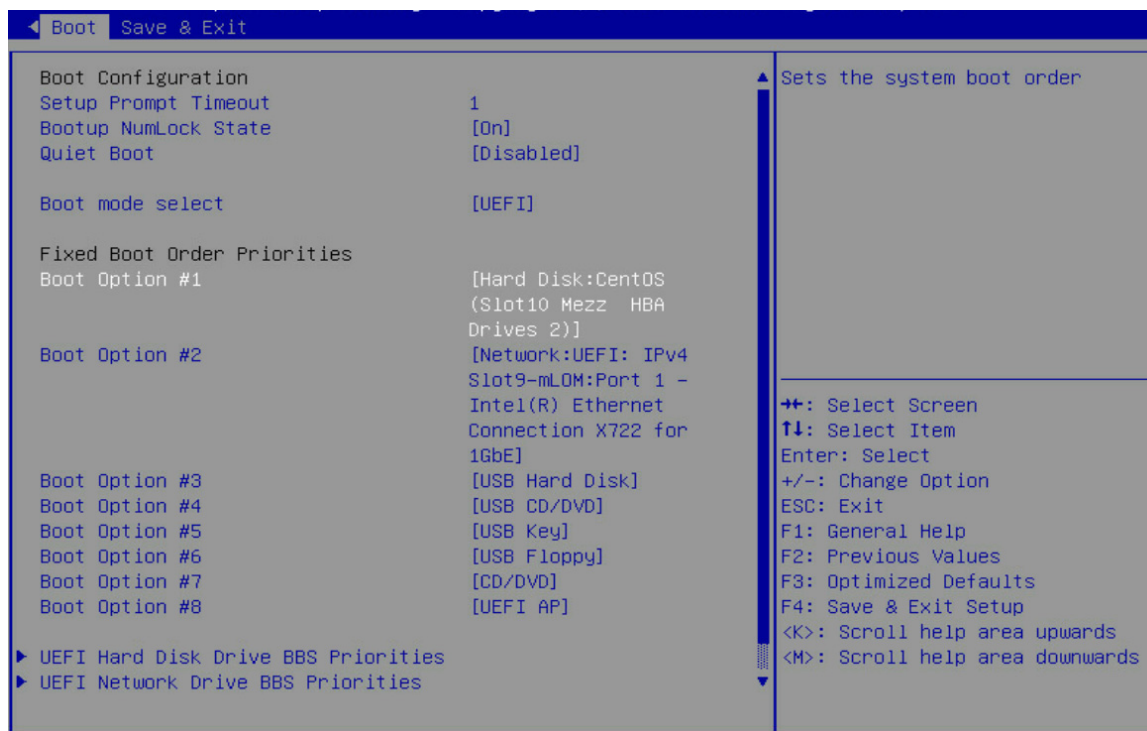 Boot Save & Exit
Boot Configuration
Setup Prompt Timeout 1
Bootup NumLock State [On]
Quiet Boot [Disabled]
Boot mode select [UEFI]
Fixed Boot Order Priorities
Boot Option #1 [Hard Disk:CentOS
(Slot10 Mezz  HBA
Drives 2)]
Boot Option #2 [Network:UEFI: IPv4
Slot9-mLOM:Port 1 -
Intel(R) Ethernet
Connection X722 for
1GbE]
Boot Option #3 [USB Hard Disk]
Boot Option #4 [USB CD/DVD]
Boot Option #5 [USB Key]
Boot Option #6 [USB Floppy]
Boot Option #7 [CD/DVD]
Boot Option #8 [UEFI AP]
UEFI Hard Disk Drive BBS Priorities
UEFI Network Drive BBS Priorities
Sets the system boot order
→←: Select Screen
↑↓: Select Item
Enter: Select
+/-: Change Option
ESC: Exit
F1: General Help
F2: Previous Values
F3: Optimized Defaults
F4: Save & Exit Setup
<K>: Scroll help area upwards
<M>: Scroll help area downwards